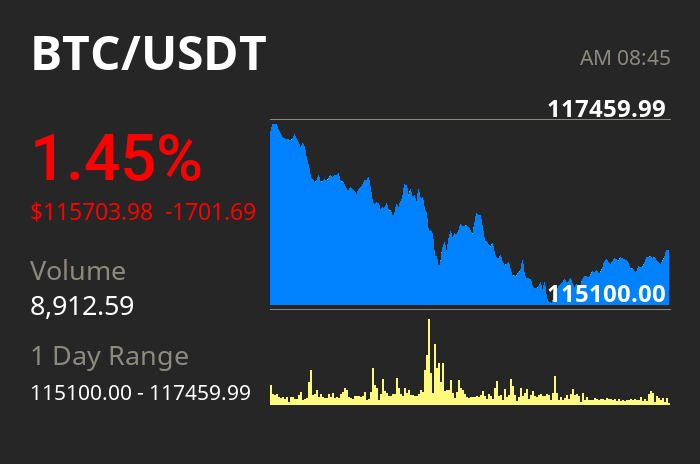 BTC/USDT
AM 08:45
117459.99
1.45%
$115703.98 -1701.69
Volume
8,912.59
115100.00
1 Day Range
115100.00 - 117459.99